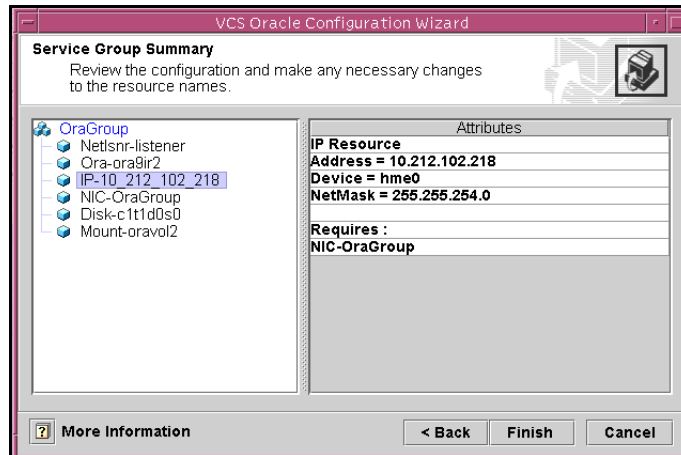 VCS Oracle Configuration Wizard
Service Group Summary
Review the configuration and make any necessary changes
to the resource names.
OraGroup
Netlsnr-listener
Ora-ora9ir2
IP-10_212_102_218
NIC-OraGroup
Disk-c1t1d0s0
Mount-oravol2
Attributes
IP Resource
Address = 10.212.102.218
Device = hme0
NetMask = 255.255.254.0
Requires :
NIC-OraGroup
? More Information
< Back
Finish
Cancel